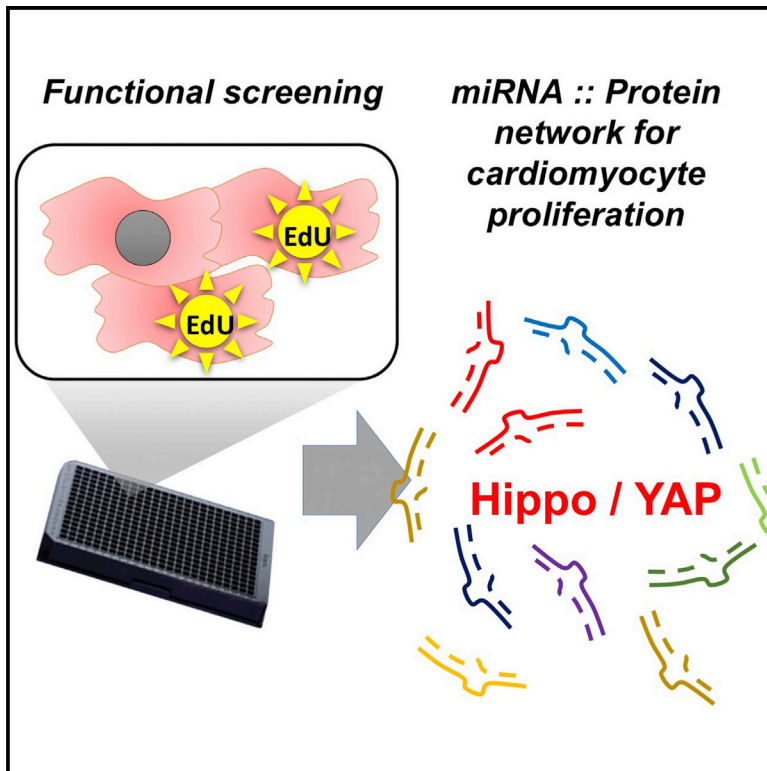 Functional screening
miRNA :: Protein
network for
cardiomyocyte
proliferation
EdU
EdU
Hippo / YAP